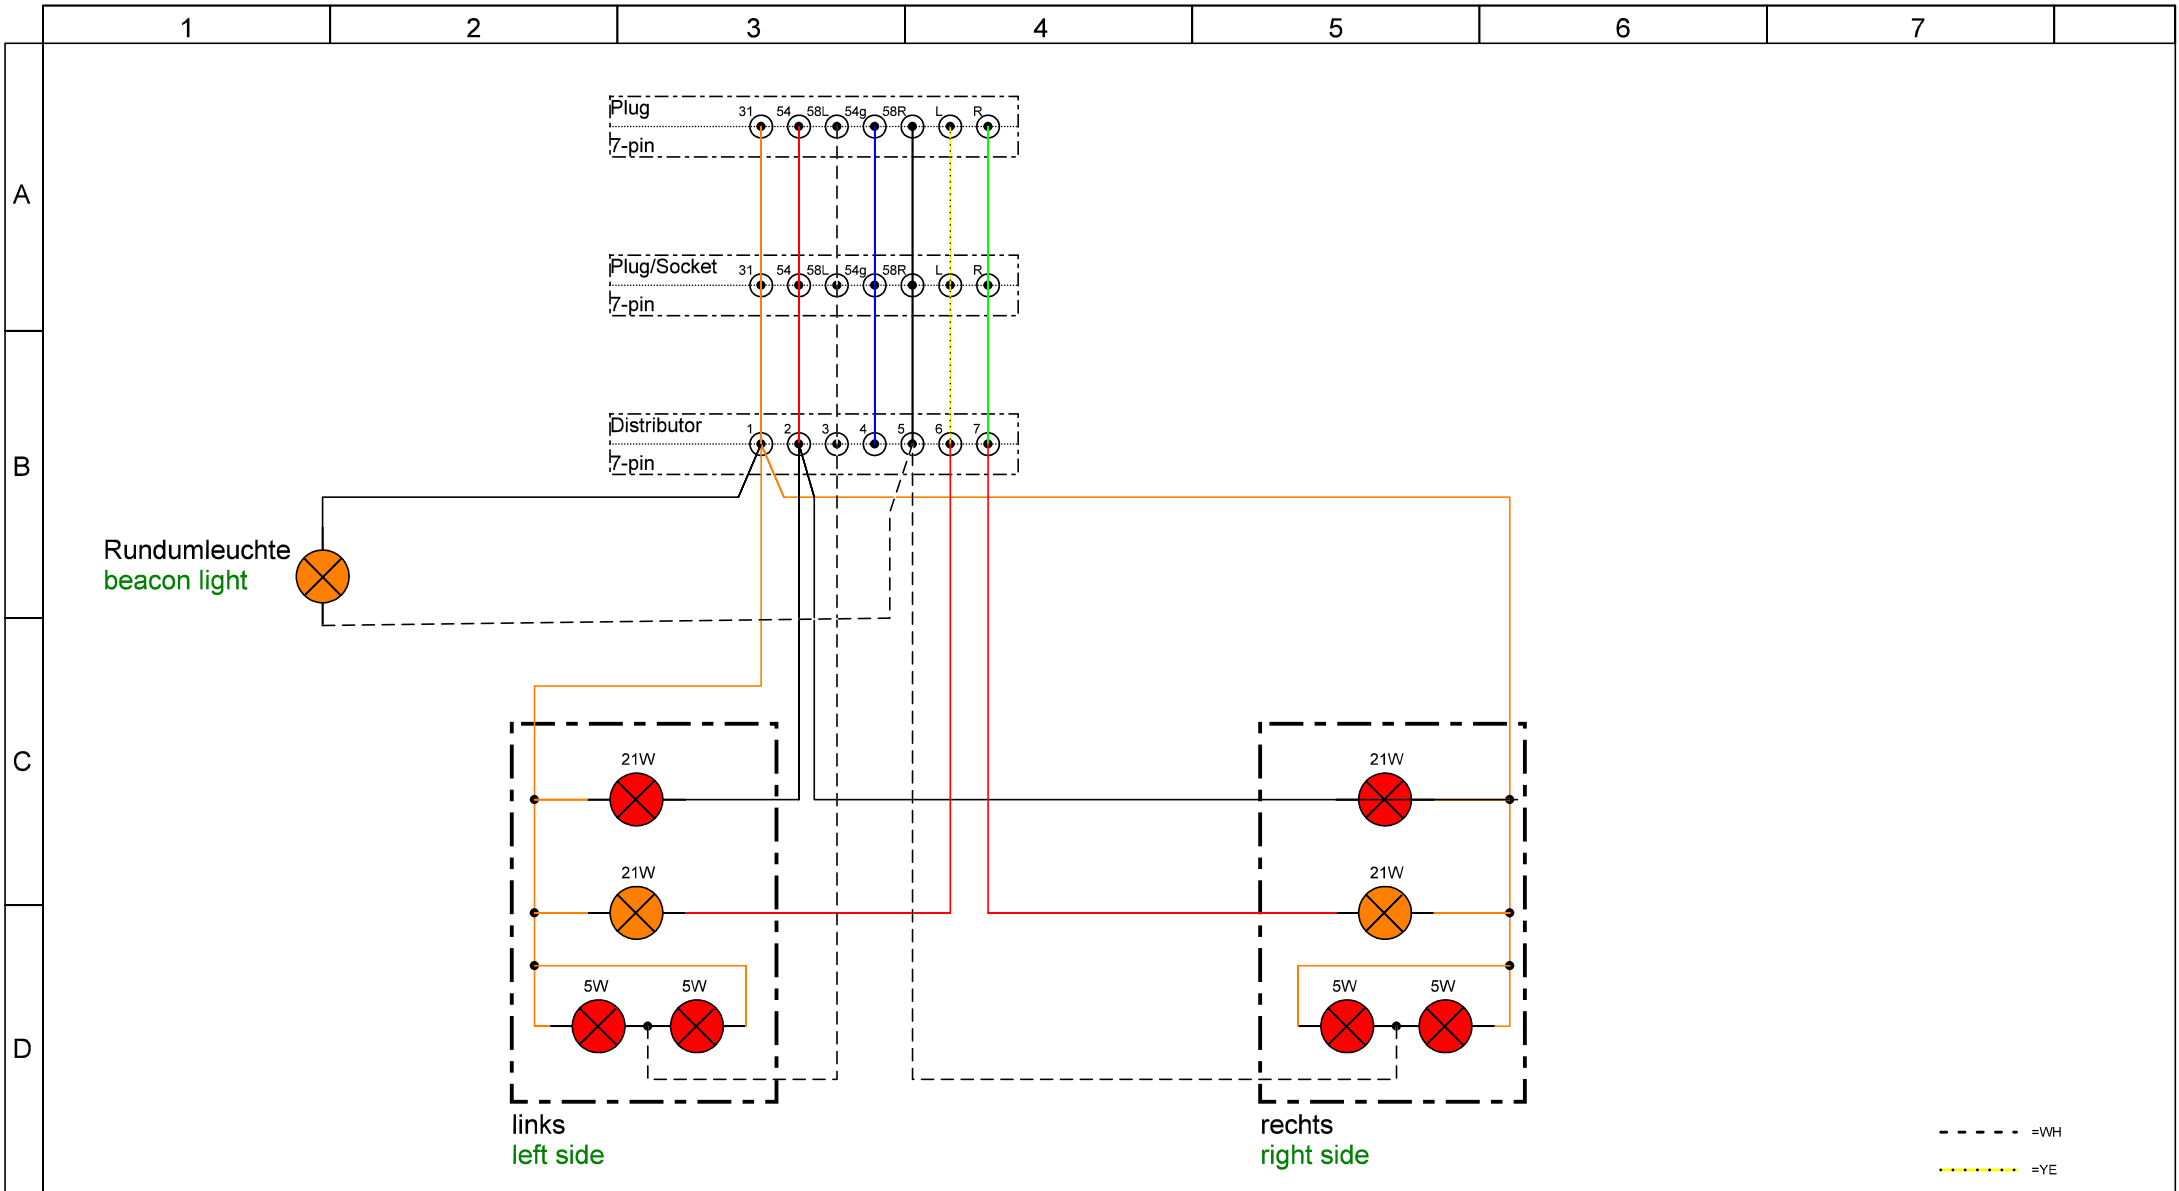 1 2 3 4 5 6 7
A
B
C
D
Plug 31 54 58L 54g 58R L R
7-pin
Plug/Socket 31 54 58L 54g 58R L R
7-pin
Distributor 1 2 3 4 5 6 7
7-pin
Rundumleuchte
beacon light
21W 21W
21W 21W
5W 5W 5W 5W
links
left side
rechts
right side
=WH
=YE